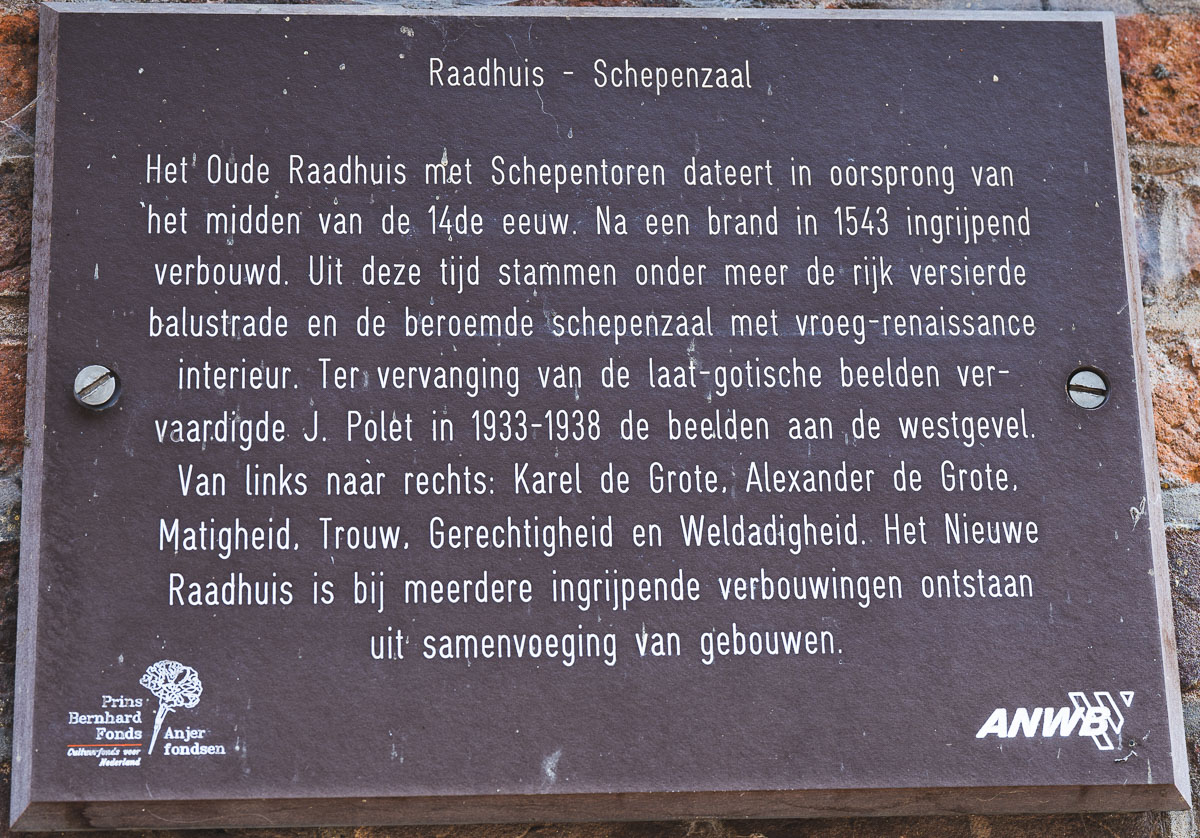 Raadhuis - Schepenzaal
Het Oude Raadhuis met Schepentoren dateert in oorsprong van
het midden van de 14de eeuw. Na een brand in 1543 ingrijpend
verbouwd. Uit deze tijd stammen onder meer de rijk versierde
balustrade en de beroemde schepenzaal met vroeg-renaissance
interieur. Ter vervanging van de laat-gotische beelden ver-
vaardigde J. Polet in 1933-1938 de beelden aan de westgevel.
Van links naar rechts: Karel de Grote, Alexander de Grote,
Matigheid, Trouw, Gerechtigheid en Weldadigheid. Het Nieuwe
Raadhuis is bij meerdere ingrijpende verbouwingen ontstaan
uit samenvoeging van gebouwen.
Prins
Bernhard
Fonds
Cultuurfonds voor
Nederland
Anjer
fondsen
ANWB